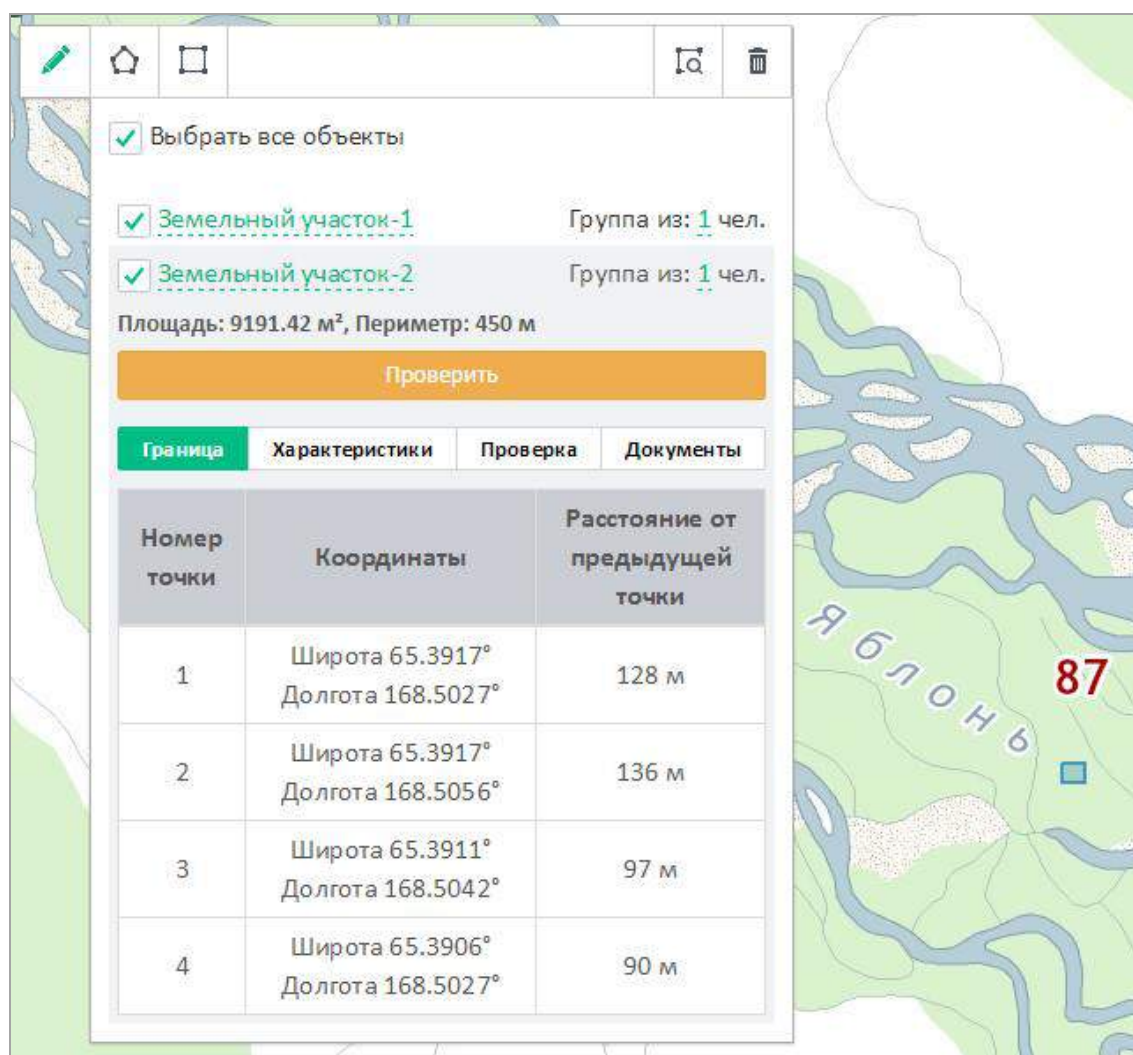 Выбрать все объекты
Земельный участок-1 Группа из: 1 чел.
Земельный участок-2 Группа из: 1 чел.
Площадь: 9191.42 м², Периметр: 450 м
Проверить
Граница Характеристики Проверка Документы
Номер точки Координаты Расстояние от предыдущей точки
1 Широта 65.3917° Долгота 168.5027° 128 м
2 Широта 65.3917° Долгота 168.5056° 136 м
3 Широта 65.3911° Долгота 168.5042° 97 м
4 Широта 65.3906° Долгота 168.5027° 90 м
Яблонь
87